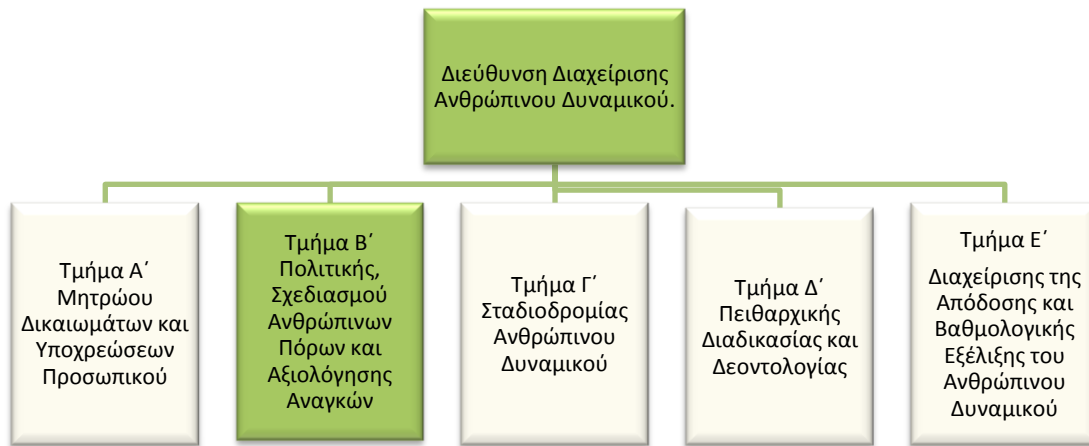 Διεύθυνση Διαχείρισης
Ανθρώπινου Δυναμικού.
Τμήμα Α΄
Μητρώου
Δικαιωμάτων και
Υποχρεώσεων
Προσωπικού
Τμήμα Β΄
Πολιτικής,
Σχεδιασμού
Ανθρώπινων
Πόρων και
Αξιολόγησης
Αναγκών
Τμήμα Γ΄
Σταδιοδρομίας
Ανθρώπινου
Δυναμικού
Τμήμα Δ΄
Πειθαρχικής
Διαδικασίας και
Δεοντολογίας
Τμήμα Ε΄
Διαχείρισης της
Απόδοσης και
Βαθμολογικής
Εξέλιξης του
Ανθρώπινου
Δυναμικού